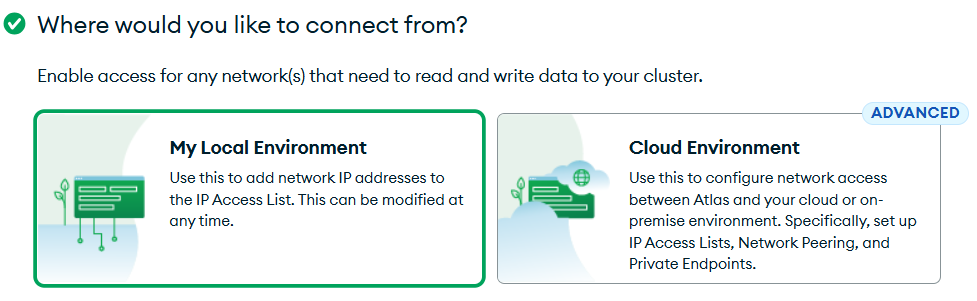 Where would you like to connect from?
Enable access for any network(s) that need to read and write data to your cluster.
ADVANCED
My Local Environment
Use this to add network IP addresses to
the IP Access List. This can be modified at
any time.
Cloud Environment
Use this to configure network access
between Atlas and your cloud or on-
premise environment. Specifically, set up
IP Access Lists, Network Peering, and
Private Endpoints.